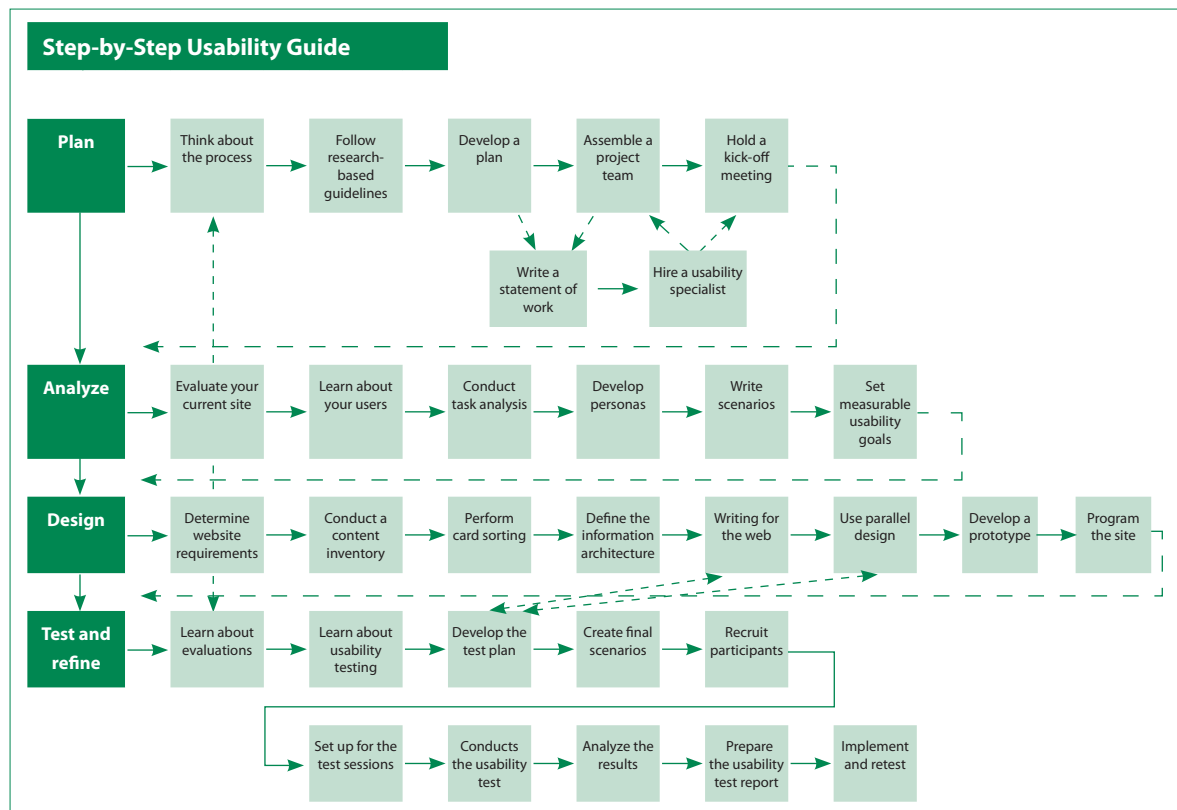 Step-by-Step Usability Guide
Plan
Think about
the process
Follow
research-
based
guidelines
Develop a
plan
Assemble a
project
team
Hold a
kick-off
meeting
Write a
statement of
work
Hire a usability
specialist
Analyze
Evaluate your
current site
Learn about
your users
Conduct
task analysis
Develop
personas
Write
scenarios
Set
measurable
usability
goals
Design
Determine
website
requirements
Conduct a
content
inventory
Perform
card sorting
Define the
information
architecture
Writing for
the web
Use parallel
design
Develop a
prototype
Program
the site
Test and
refine
Learn about
evaluations
Learn about
usability
testing
Develop the
test plan
Create final
scenarios
Recruit
participants
Set up for the
test sessions
Conducts
the usability
test
Analyze the
results
Prepare
the usability
test report
Implement
and retest